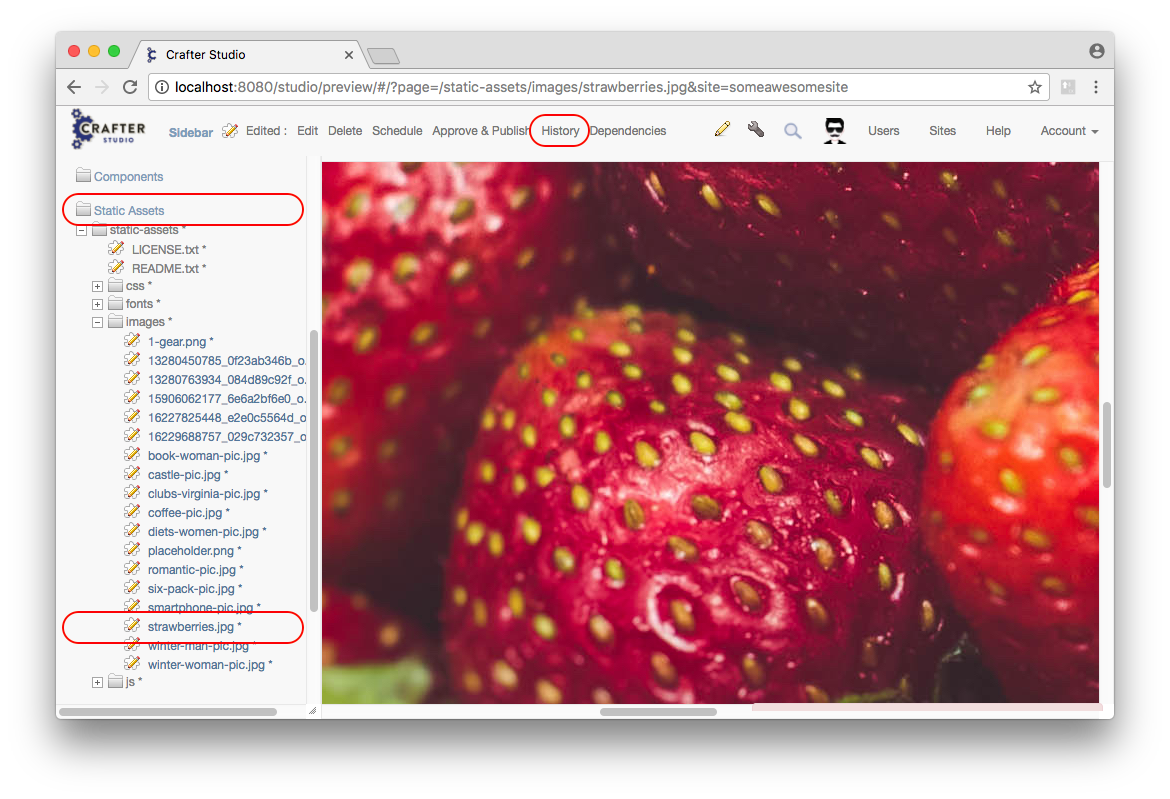 Crafter Studio
localhost:8080/studio/preview/#/?page=/static-assets/images/strawberries.jpg&site=someawesomesite
CRAFTER STUDIO Sidebar Edited : Edit Delete Schedule Approve & Publish History Dependencies Users Sites Help Account
Components
Static Assets
static-assets *
LICENSE.txt *
README.txt *
css *
fonts *
images *
1-gear.png *
13280450785_0f23ab346b_o.
13280763934_084d89c92f_o.
15906062177_6e6a2bf6e0_o.
16227825448_e2e0c5564d_o
16229688757_029c732357_o
book-woman-pic.jpg *
castle-pic.jpg *
clubs-virginia-pic.jpg *
coffee-pic.jpg *
diets-women-pic.jpg *
placeholder.png *
romantic-pic.jpg *
six-pack-pic.jpg *
smartphone-pic.jpg *
strawberries.jpg *
winter-man-pic.jpg *
winter-woman-pic.jpg *
js *